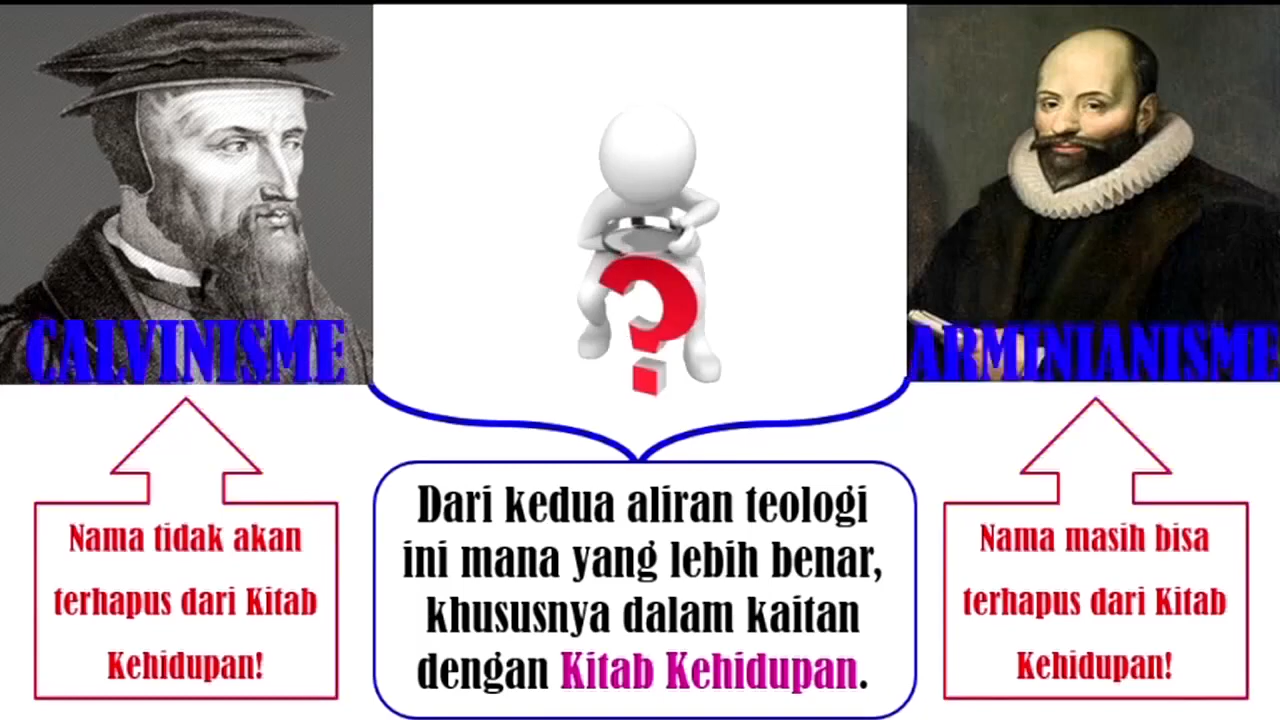 CALVINISME
ARMINIANISME
Nama tidak akan
terhapus dari Kitab
Kehidupan!
Dari kedua aliran teologi
ini mana yang lebih benar,
khususnya dalam kaitan
dengan Kitab Kehidupan.
Nama masih bisa
terhapus dari Kitab
Kehidupan!